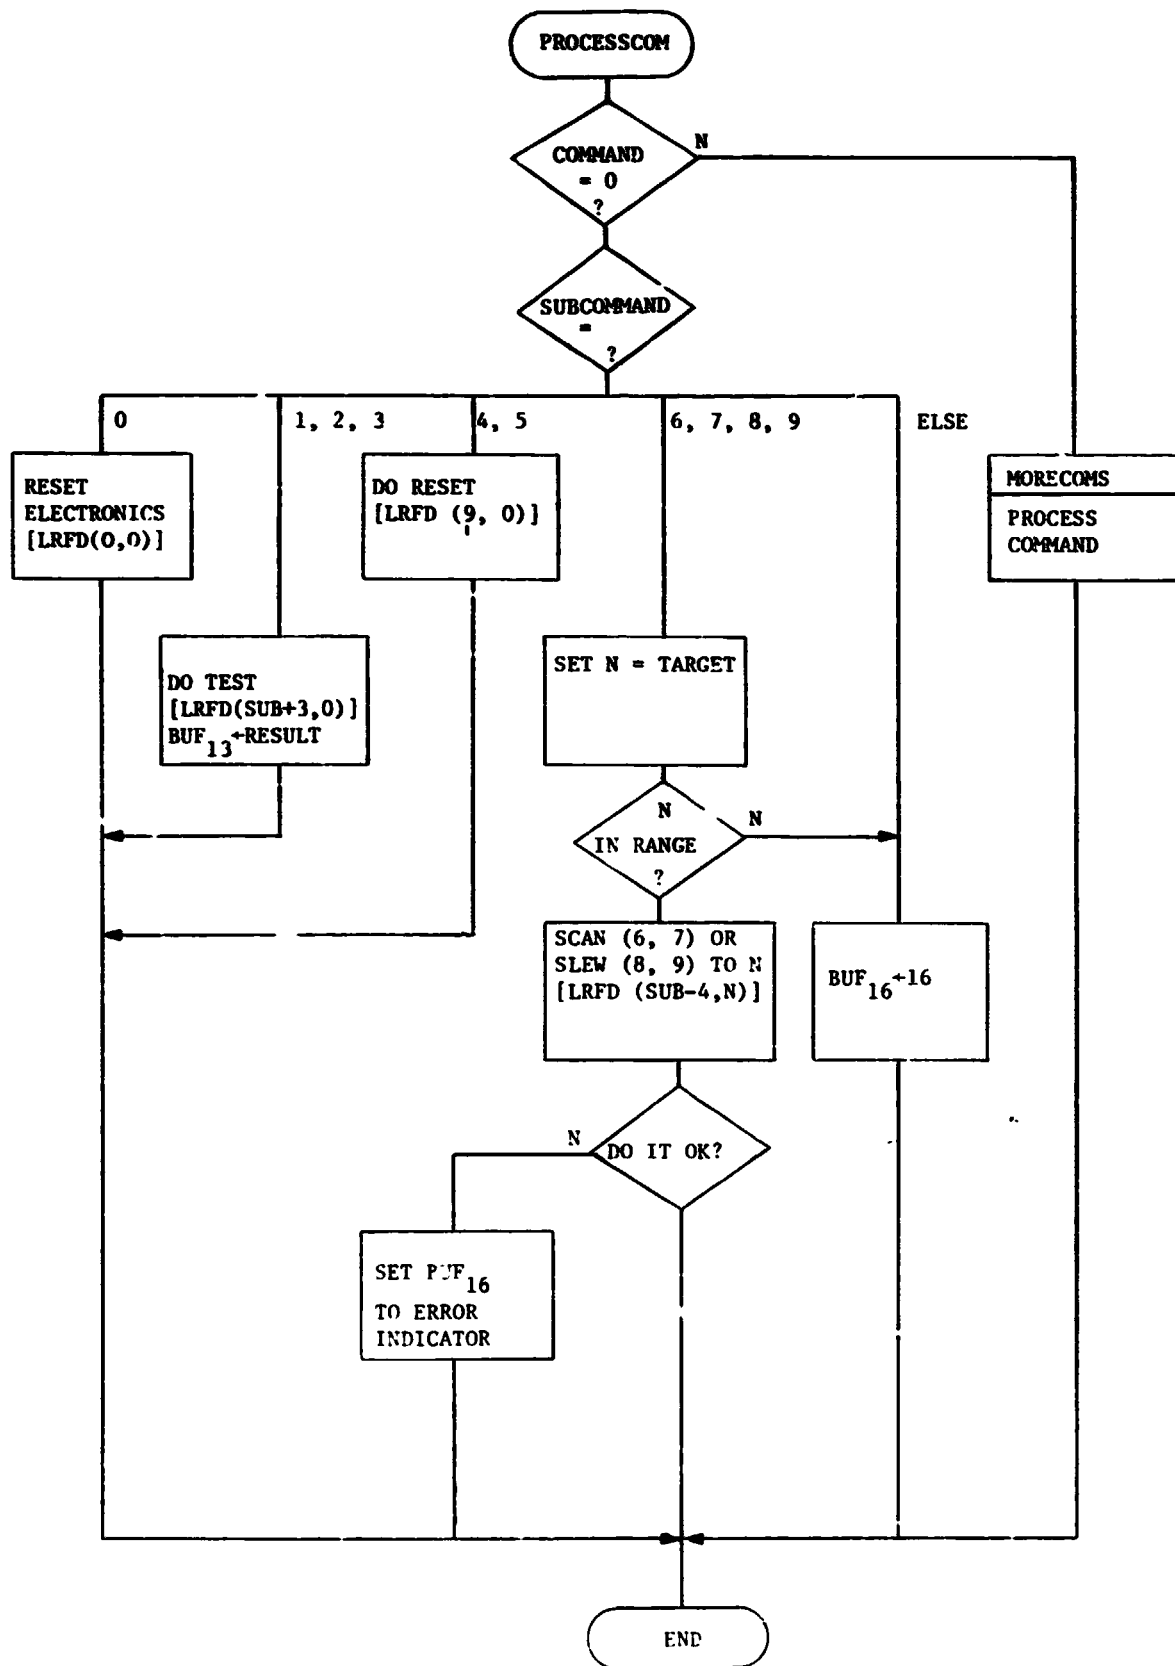 PROCESSCOM
COMMAND
= 0
?
N
SUBCOMMAND
=
?
0
1, 2, 3
4, 5
6, 7, 8, 9
ELSE
RESET
ELECTRONICS
[LRFD(0,0)]
DO RESET
[LRFD (9, 0)]
MORECOMS
PROCESS
COMMAND
DO TEST
[LRFD(SUB+3,0)]
BUF13←RESULT
SET N = TARGET
N
IN RANGE
?
N
SCAN (6, 7) OR
SLEW (8, 9) TO N
[LRFD (SUB-4,N)]
BUF16←16
DO IT OK?
N
SET BUF16
TO ERROR
INDICATOR
END